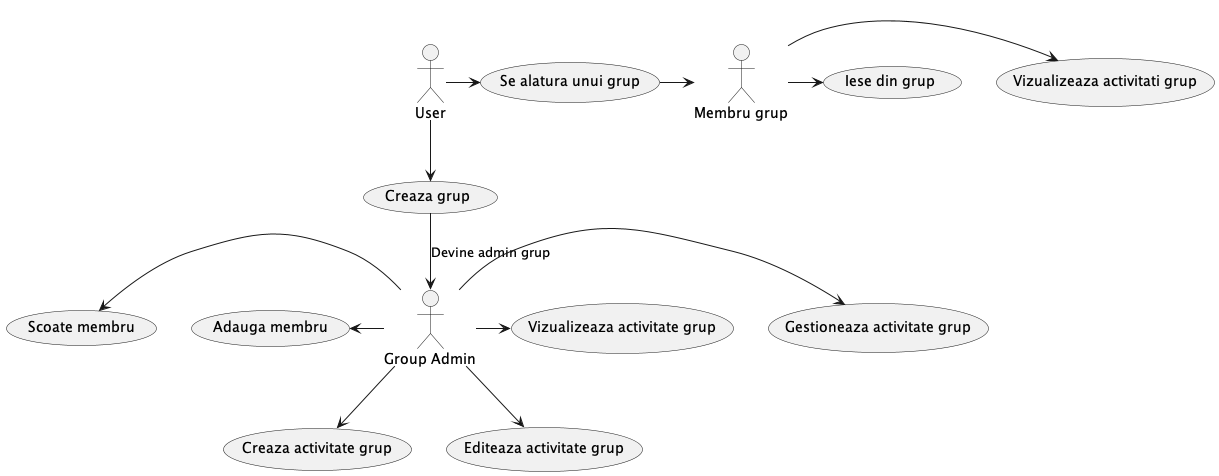 Se alatura unui grup
Iese din grup
Vizualizeaza activitati grup
User
Membru grup
Creaza grup
Devine admin grup
Scoate membru
Adauga membru
Vizualizeaza activitate grup
Gestioneaza activitate grup
Group Admin
Creaza activitate grup
Editeaza activitate grup